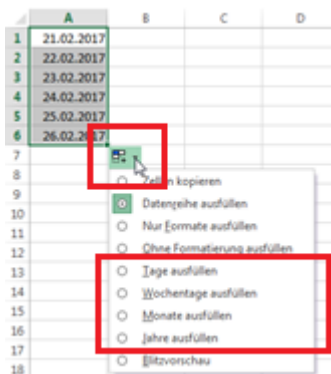 A B C D
1 21.02.2017
2 22.02.2017
3 23.02.2017
4 24.02.2017
5 25.02.2017
6 26.02.2017
7
8 Zellen kopieren
9 Datenreihe ausfüllen
10 Nur Formate ausfüllen
11
12 Ohne Formatierung ausfüllen
13 Tage ausfüllen
14 Wochentage ausfüllen
15 Monate ausfüllen
16 Jahre ausfüllen
17
18 Blitzvorschau